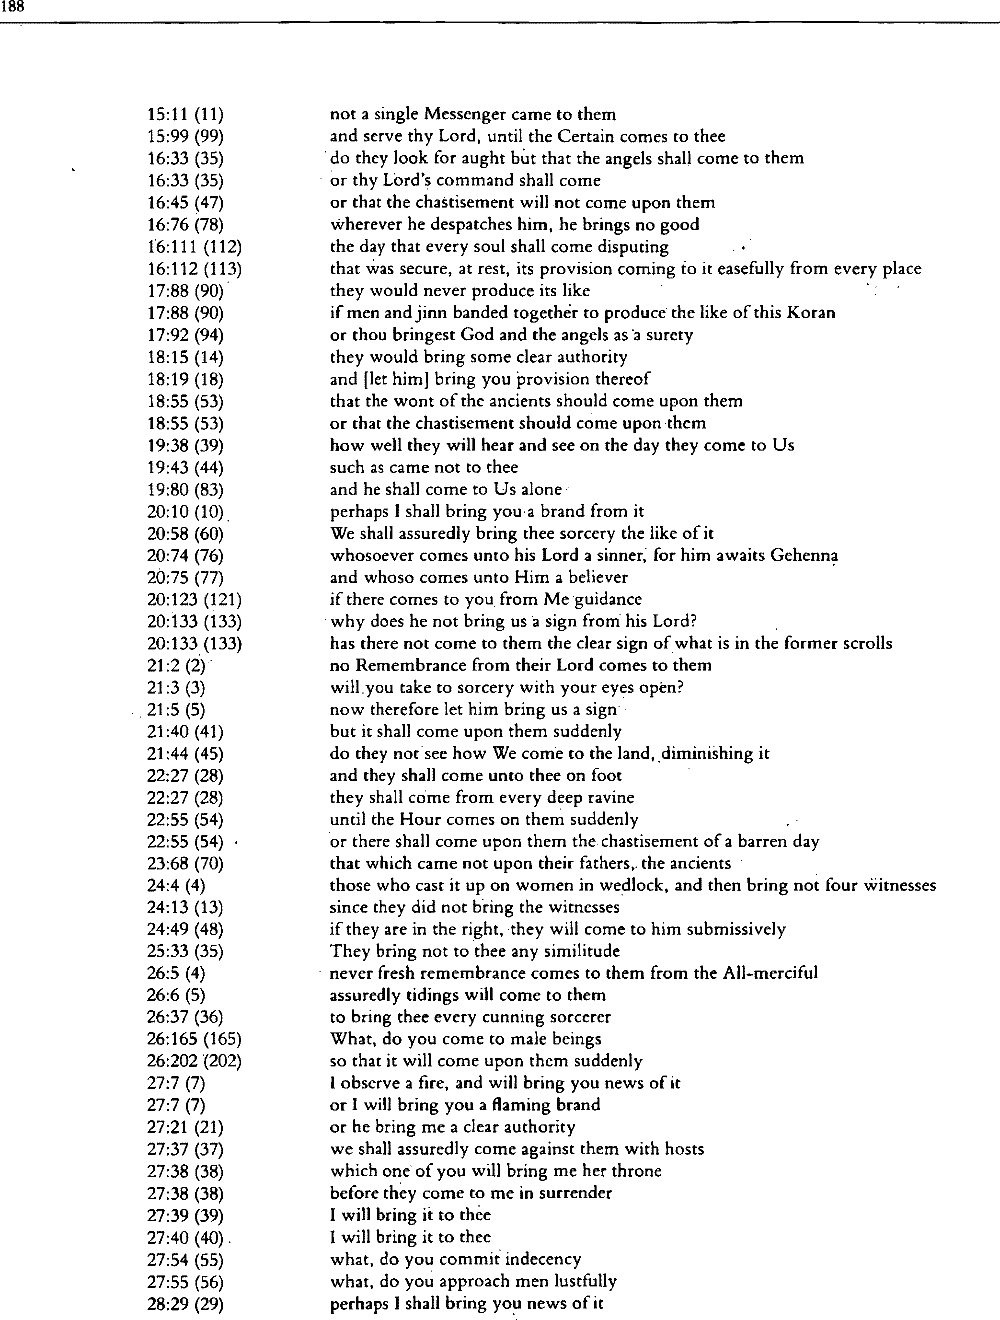 188
15:11 (11) not a single Messenger came to them
15:99 (99) and serve thy Lord, until the Certain comes to thee
16:33 (35) do they look for aught but that the angels shall come to them
16:33 (35) or thy Lord's command shall come
16:45 (47) or that the chastisement will not come upon them
16:76 (78) wherever he despatches him, he brings no good
16:111 (112) the day that every soul shall come disputing
16:112 (113) that was secure, at rest, its provision coming to it easefully from every place
17:88 (90) they would never produce its like
17:88 (90) if men and jinn banded together to produce the like of this Koran
17:92 (94) or thou bringest God and the angels as a surety
18:15 (14) they would bring some clear authority
18:19 (18) and [let him] bring you provision thereof
18:55 (53) that the wont of the ancients should come upon them
18:55 (53) or that the chastisement should come upon them
19:38 (39) how well they will hear and see on the day they come to Us
19:43 (44) such as came not to thee
19:80 (83) and he shall come to Us alone
20:10 (10) perhaps I shall bring you a brand from it
20:58 (60) We shall assuredly bring thee sorcery the like of it
20:74 (76) whosoever comes unto his Lord a sinner, for him awaits Gehenna
20:75 (77) and whoso comes unto Him a believer
20:123 (121) if there comes to you from Me guidance
20:133 (133) why does he not bring us a sign from his Lord?
20:133 (133) has there not come to them the clear sign of what is in the former scrolls
21:2 (2) no Remembrance from their Lord comes to them
21:3 (3) will you take to sorcery with your eyes open?
21:5 (5) now therefore let him bring us a sign
21:40 (41) but it shall come upon them suddenly
21:44 (45) do they not see how We come to the land, diminishing it
22:27 (28) and they shall come unto thee on foot
22:27 (28) they shall come from every deep ravine
22:55 (54) until the Hour comes on them suddenly
22:55 (54) or there shall come upon them the chastisement of a barren day
23:68 (70) that which came not upon their fathers, the ancients
24:4 (4) those who cast it up on women in wedlock, and then bring not four witnesses
24:13 (13) since they did not bring the witnesses
24:49 (48) if they are in the right, they will come to him submissively
25:33 (35) They bring not to thee any similitude
26:5 (4) never fresh remembrance comes to them from the All-merciful
26:6 (5) assuredly tidings will come to them
26:37 (36) to bring thee every cunning sorcerer
26:165 (165) What, do you come to male beings
26:202 (202) so that it will come upon them suddenly
27:7 (7) I observe a fire, and will bring you news of it
27:7 (7) or I will bring you a flaming brand
27:21 (21) or he bring me a clear authority
27:37 (37) we shall assuredly come against them with hosts
27:38 (38) which one of you will bring me her throne
27:38 (38) before they come to me in surrender
27:39 (39) I will bring it to thee
27:40 (40) I will bring it to thee
27:54 (55) what, do you commit indecency
27:55 (56) what, do you approach men lustfully
28:29 (29) perhaps I shall bring you news of it